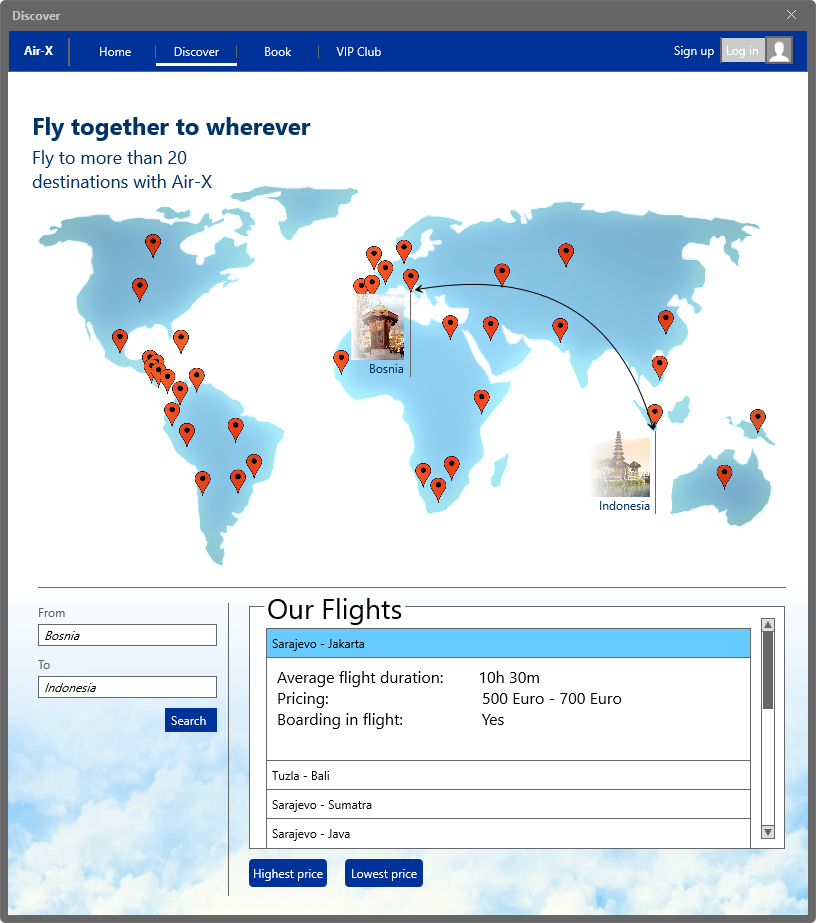 Discover
Air-X
Home
Discover
Book
VIP Club
Sign up
Log in
Fly together to wherever
Fly to more than 20
destinations with Air-X
Bosnia
Indonesia
From
Bosnia
To
Indonesia
Search
Our Flights
Sarajevo - Jakarta
Average flight duration: 10h 30m
Pricing: 500 Euro - 700 Euro
Boarding in flight: Yes
Tuzla - Bali
Sarajevo - Sumatra
Sarajevo - Java
Highest price
Lowest price